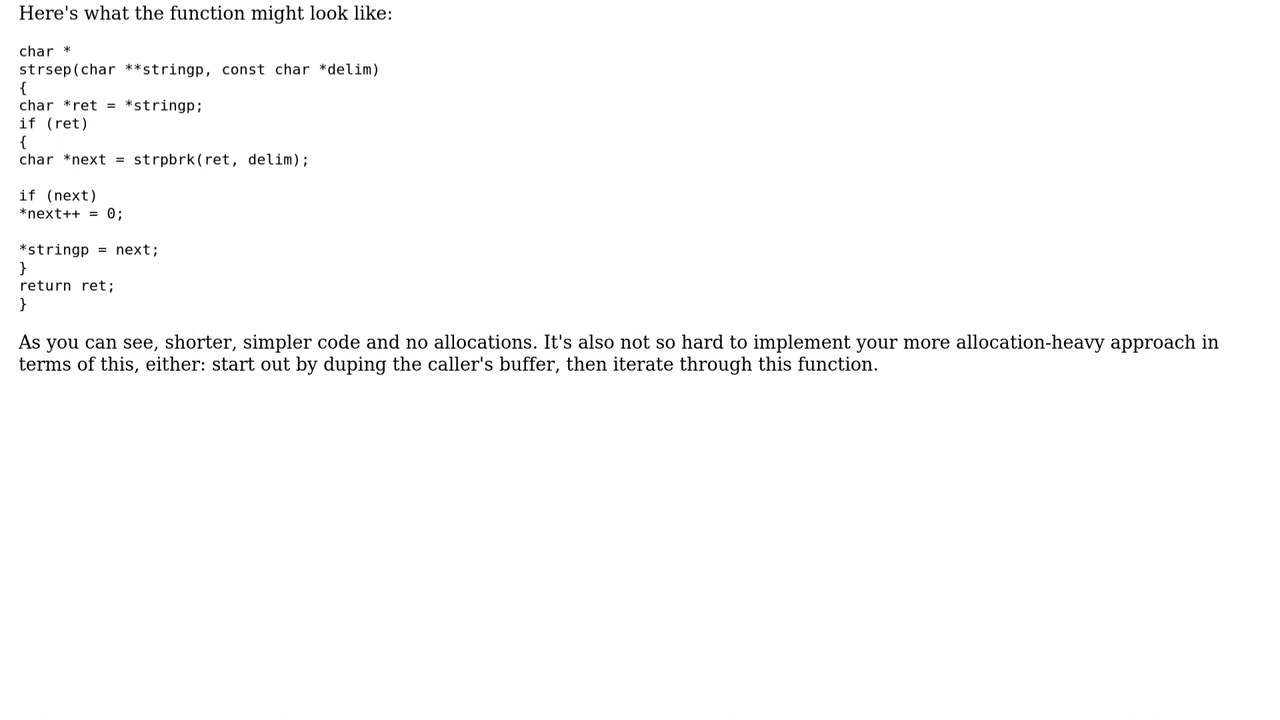 Here's what the function might look like:
char *
strsep(char **stringp, const char *delim)
{
char *ret = *stringp;
if (ret)
{
char *next = strpbrk(ret, delim);
if (next)
*next++ = 0;
*stringp = next;
}
return ret;
}
As you can see, shorter, simpler code and no allocations. It's also not so hard to implement your more allocation-heavy approach in
terms of this, either: start out by duping the caller's buffer, then iterate through this function.